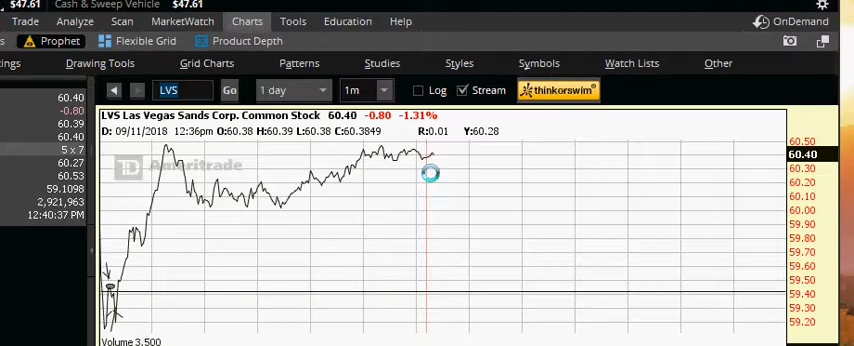 $47.61 Cash & Sweep Vehicle $47.61
Trade Analyze Scan MarketWatch Charts Tools Education Help OnDemand
Prophet Flexible Grid Product Depth
Drawing Tools Grid Charts Patterns Studies Styles Symbols Watch Lists Other
LVS Go 1 day 1m Log Stream thinkorswim®
LVS Las Vegas Sands Corp. Common Stock 60.40 -0.80 -1.31%
D: 09/11/2018 12:36pm O:60.38 H:60.39 L:60.38 C:60.3849 R:0.01 Y:60.28
TD Ameritrade
60.40
-0.80
60.39
60.40
5 x 7
60.27
60.53
59.1098
2,921,963
12:40:37 PM
60.50
60.40
60.30
60.20
60.10
60.00
59.90
59.80
59.70
59.60
59.50
59.40
59.30
59.20
Volume 3,500